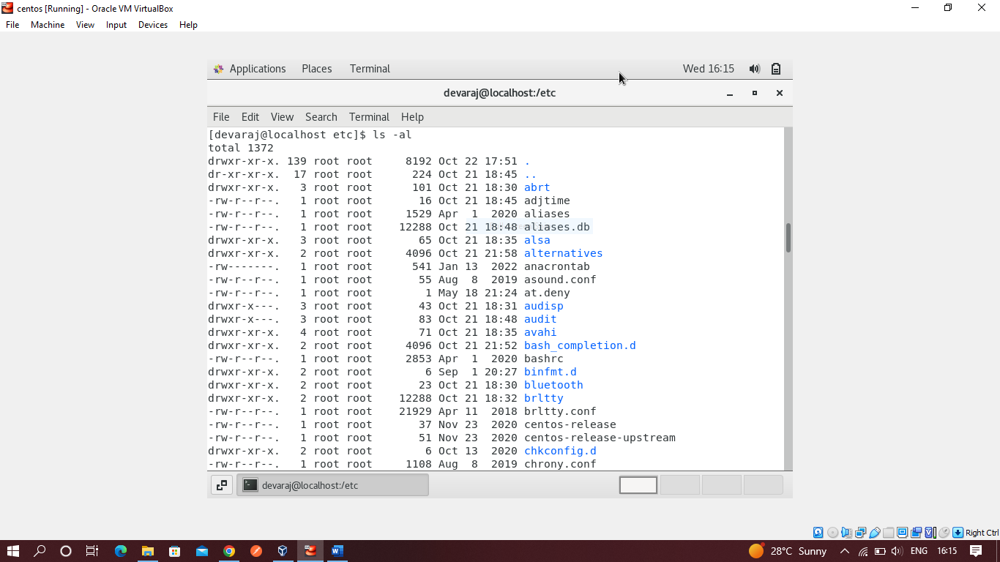 centos [Running] - Oracle VM VirtualBox
File Machine View Input Devices Help
Applications Places Terminal Wed 16:15
devaraj@localhost:/etc
File Edit View Search Terminal Help
[devaraj@localhost etc]$ ls -al
total 1372
drwxr-xr-x. 139 root root     8192 Oct 22 17:51 .
dr-xr-xr-x.  17 root root      224 Oct 21 18:45 ..
drwxr-xr-x.   3 root root      101 Oct 21 18:30 abrt
-rw-r--r--.   1 root root       16 Oct 21 18:45 adjtime
-rw-r--r--.   1 root root     1529 Apr  1  2020 aliases
-rw-r--r--.   1 root root    12288 Oct 21 18:48 aliases.db
drwxr-xr-x.   3 root root       65 Oct 21 18:35 alsa
drwxr-xr-x.   2 root root     4096 Oct 21 21:58 alternatives
-rw-------.   1 root root      541 Jan 13  2022 anacrontab
-rw-r--r--.   1 root root       55 Aug  8  2019 asound.conf
-rw-r--r--.   1 root root        1 May 18 21:24 at.deny
drwxr-x---.   3 root root       43 Oct 21 18:31 audisp
drwxr-x---.   3 root root       83 Oct 21 18:48 audit
drwxr-xr-x.   4 root root       71 Oct 21 18:35 avahi
drwxr-xr-x.   2 root root     4096 Oct 21 21:52 bash_completion.d
-rw-r--r--.   1 root root     2853 Apr  1  2020 bashrc
drwxr-xr-x.   2 root root        6 Sep  1 20:27 binfmt.d
drwxr-xr-x.   2 root root       23 Oct 21 18:30 bluetooth
drwxr-xr-x.   2 root root    12288 Oct 21 18:32 brltty
-rw-r--r--.   1 root root    21929 Apr 11  2018 brltty.conf
-rw-r--r--.   1 root root       37 Nov 23  2020 centos-release
-rw-r--r--.   1 root root       51 Nov 23  2020 centos-release-upstream
drwxr-xr-x.   2 root root        6 Oct 13  2020 chkconfig.d
-rw-r--r--.   1 root root     1108 Aug  8  2019 chrony.conf
devaraj@localhost:/etc
Right Ctrl
28°C Sunny ENG 16:15